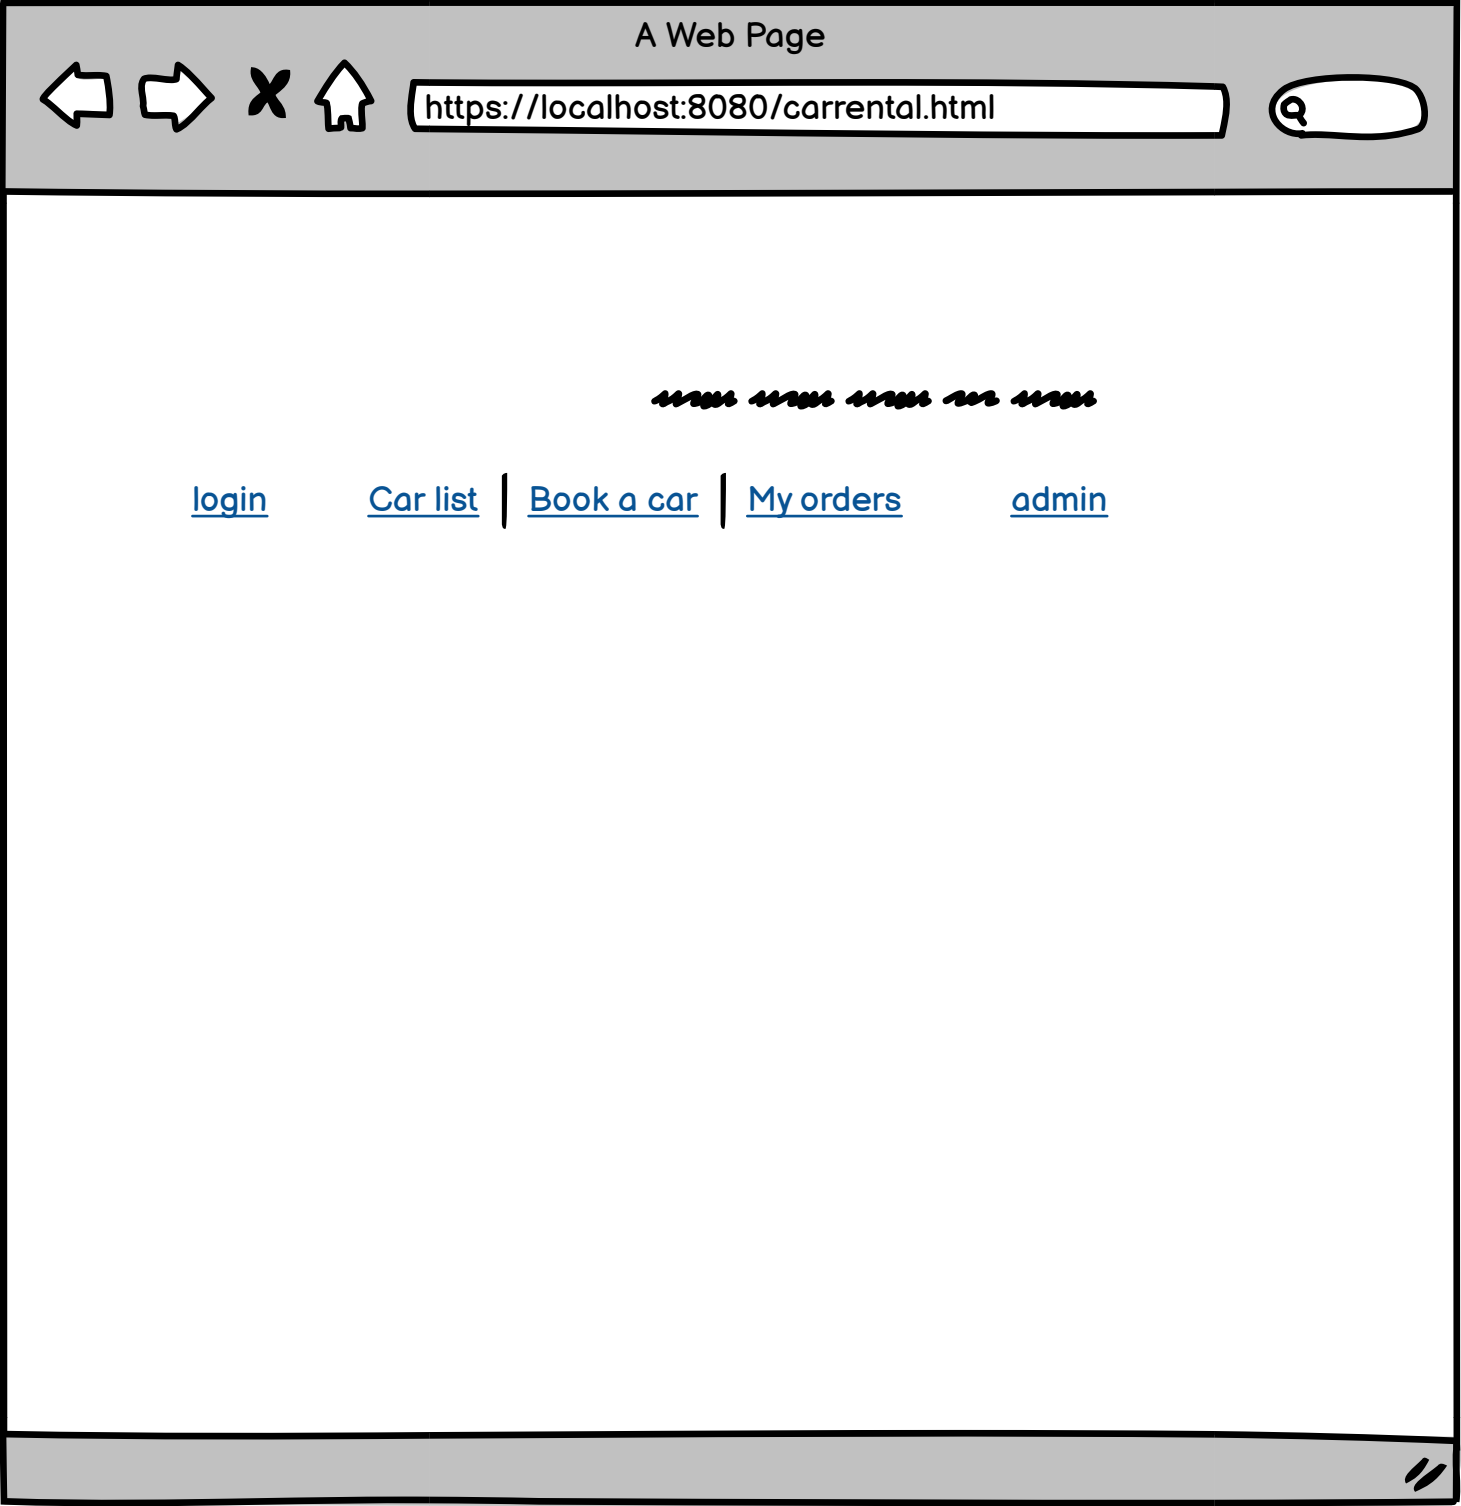 A Web Page
https://localhost:8080/carrental.html
login Car list Book a car My orders admin